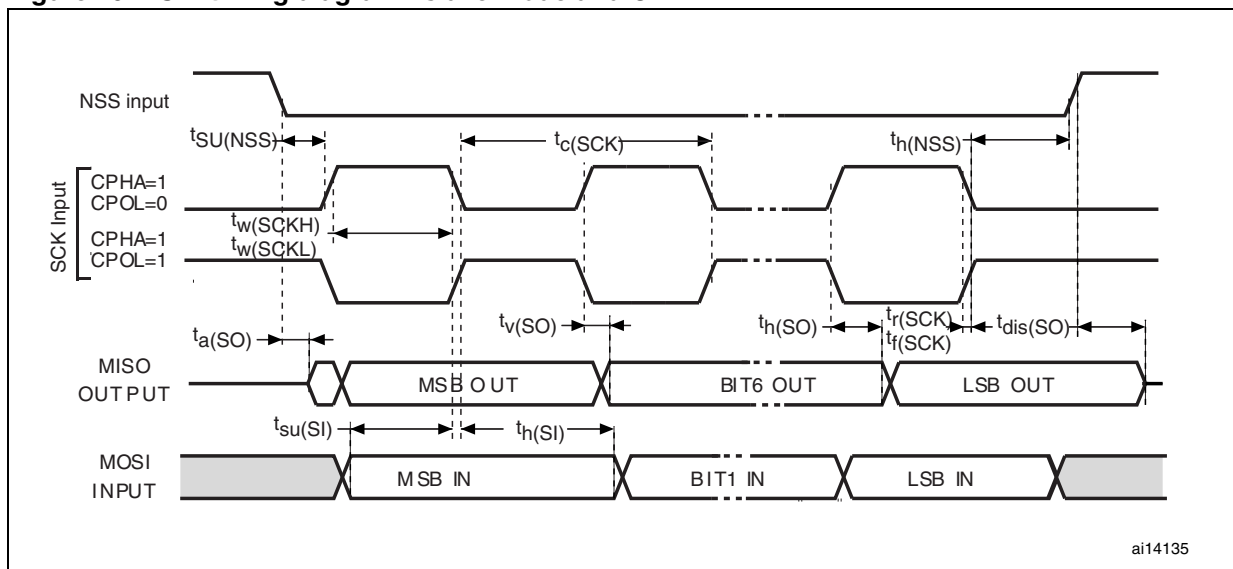 NSS input
tSU(NSS)
tc(SCK)
th(NSS)
SCK Input
CPHA=1
CPOL=0
tw(SCKH)
tw(SCKL)
CPHA=1
CPOL=1
ta(SO)
tv(SO)
th(SO)
tr(SCK)
tf(SCK)
tdis(SO)
MISO
OUTPUT
MSB OUT
BIT6 OUT
LSB OUT
tsu(SI)
th(SI)
MOSI
INPUT
MSB IN
BIT1 IN
LSB IN
ai14135